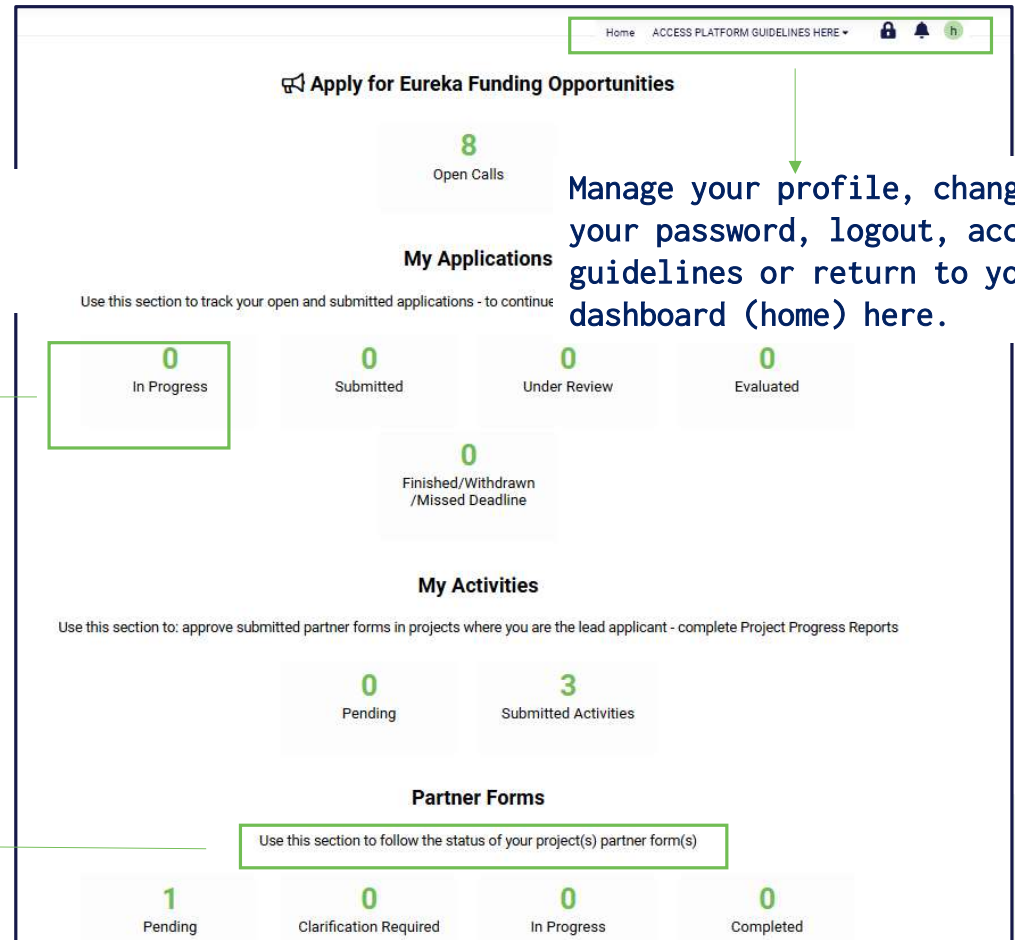 Home ACCESS PLATFORM GUIDELINES HERE h
Apply for Eureka Funding Opportunities
8
Open Calls
Manage your profile, chang
your password, logout, acc
guidelines or return to yo
dashboard (home) here.
My Applications
Use this section to track your open and submitted applications - to continue
0 0 0 0
In Progress Submitted Under Review Evaluated
0
Finished/Withdrawn
/Missed Deadline
My Activities
Use this section to: approve submitted partner forms in projects where you are the lead applicant - complete Project Progress Reports
0 3
Pending Submitted Activities
Partner Forms
Use this section to follow the status of your project(s) partner form(s)
1 0 0 0
Pending Clarification Required In Progress Completed